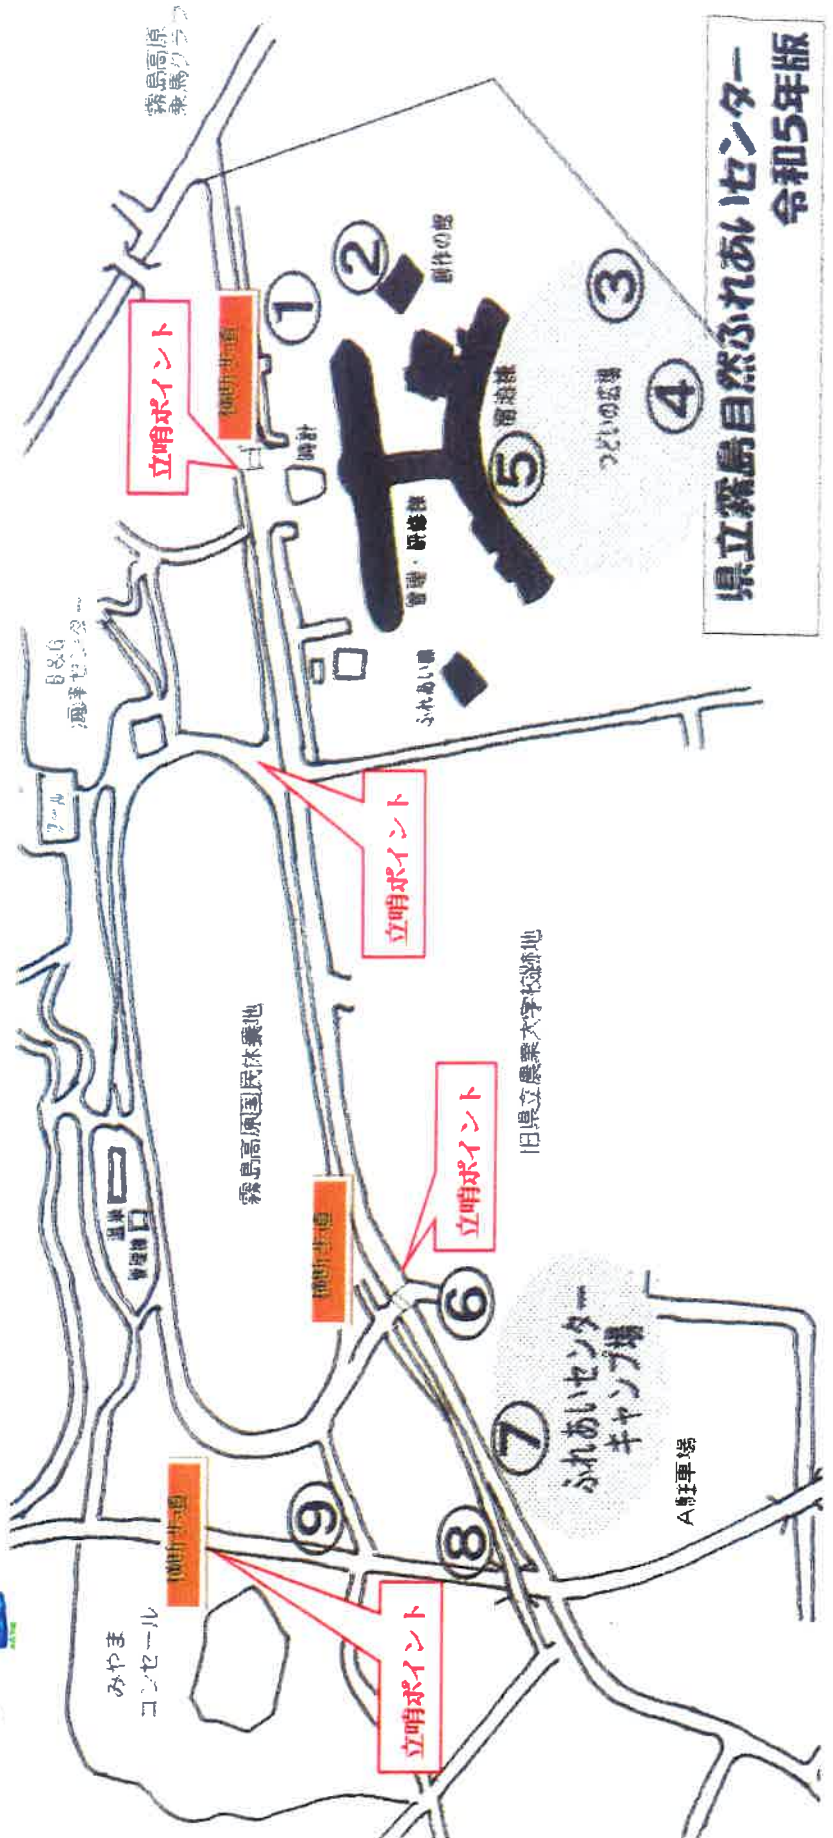 県立霧島自然ふれあいセンター
令和5年版
霧島高原
乗馬クラブ
B&G
海洋センター
プール
温泉
管理棟
みやま
コンセール
横断歩道
立哨ポイント
横断歩道
①
②
創作の館
時計
管理・研修棟
宿泊棟
⑤
つどいの広場
③
④
ふれあい館
立哨ポイント
霧島高原国民休養地
横断歩道
立哨ポイント
旧県立農業大学校跡地
⑥
⑦
ふれあいセンター
キャンプ場
A駐車場
⑧
⑨
立哨ポイント